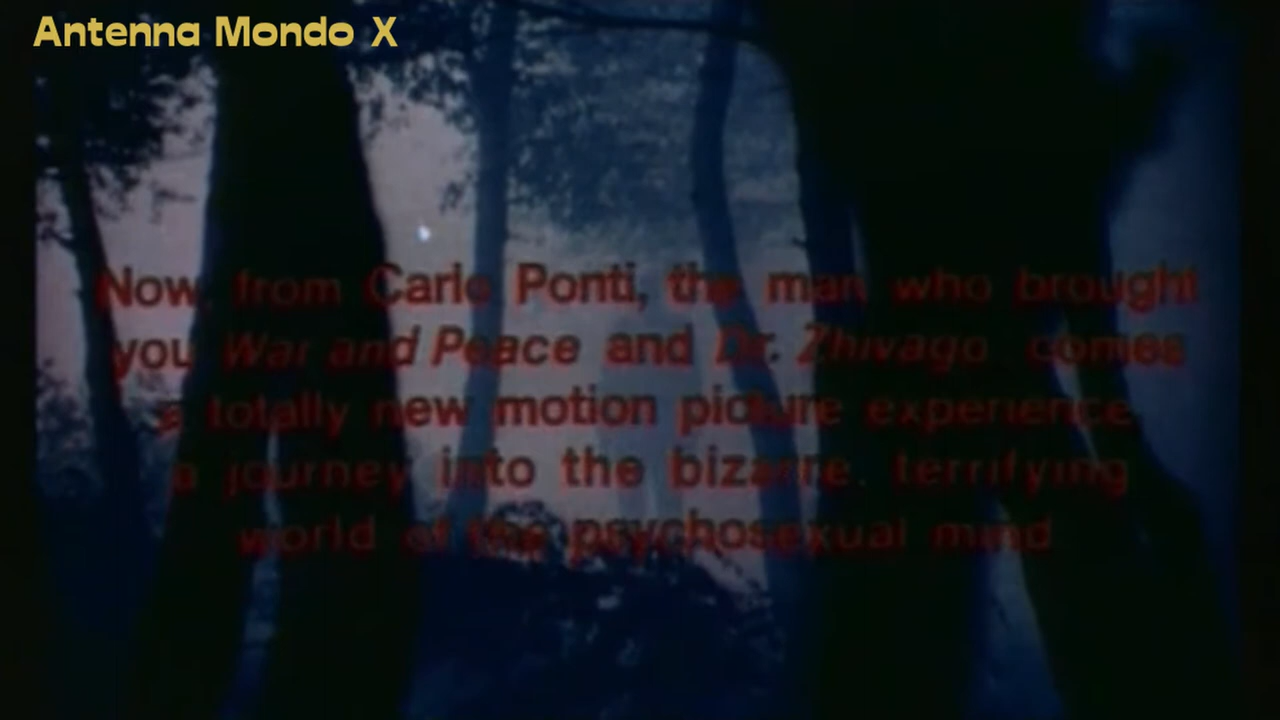 Antenna Mondo X
Now, from Carlo Ponti, the man who brought
you War and Peace and Dr. Zhivago comes
a totally new motion picture experience
a journey into the bizarre, terrifying
world of the psychosexual mind